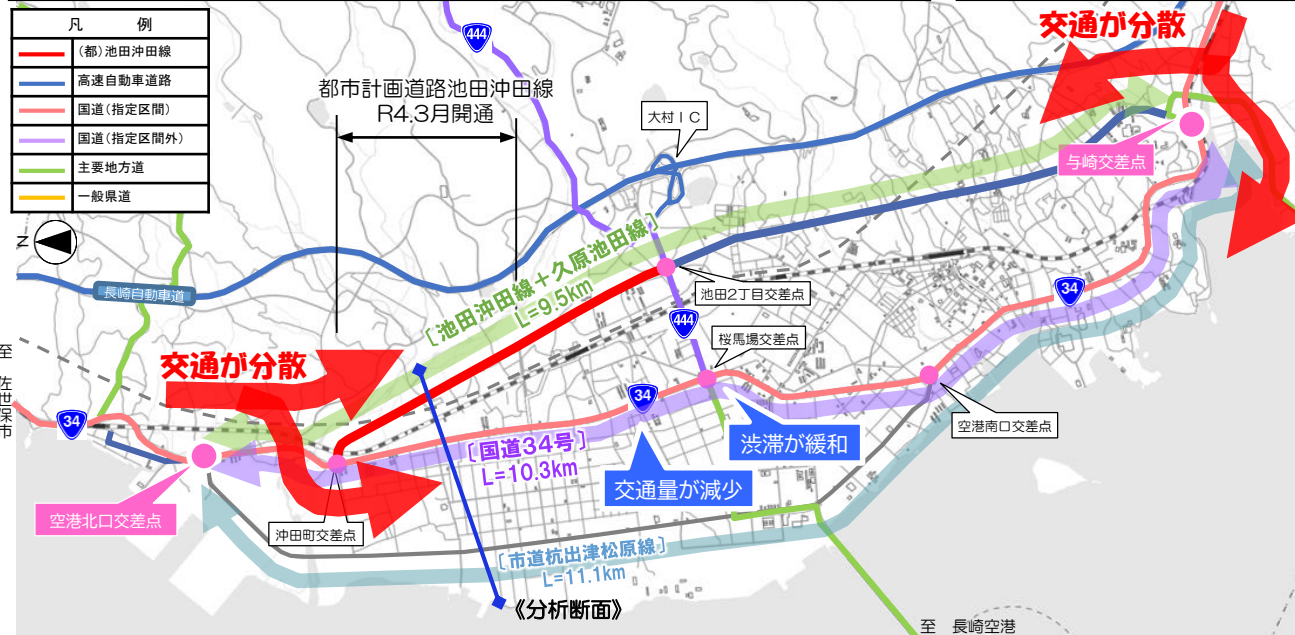 凡　　例
(都)池田沖田線
高速自動車道路
国道(指定区間)
国道(指定区間外)
主要地方道
一般県道
N
444
都市計画道路池田沖田線
R4.3月開通
大村IC
交通が分散
与崎交差点
長崎自動車道
〔池田沖田線+久原池田線〕
L=9.5km
池田2丁目交差点
444
34
桜馬場交差点
至　佐世保市
交通が分散
34
34
〔国道34号〕
L=10.3km
渋滞が緩和
交通量が減少
空港南口交差点
空港北口交差点
沖田町交差点
〔市道杭出津松原線〕
L=11.1km
《分析断面》
至　長崎空港